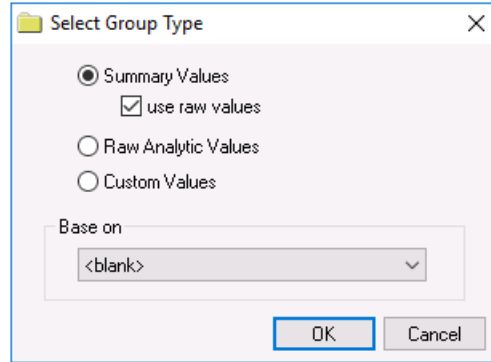 Select Group Type
Summary Values
use raw values
Raw Analytic Values
Custom Values
Base on
<blank>
OK Cancel